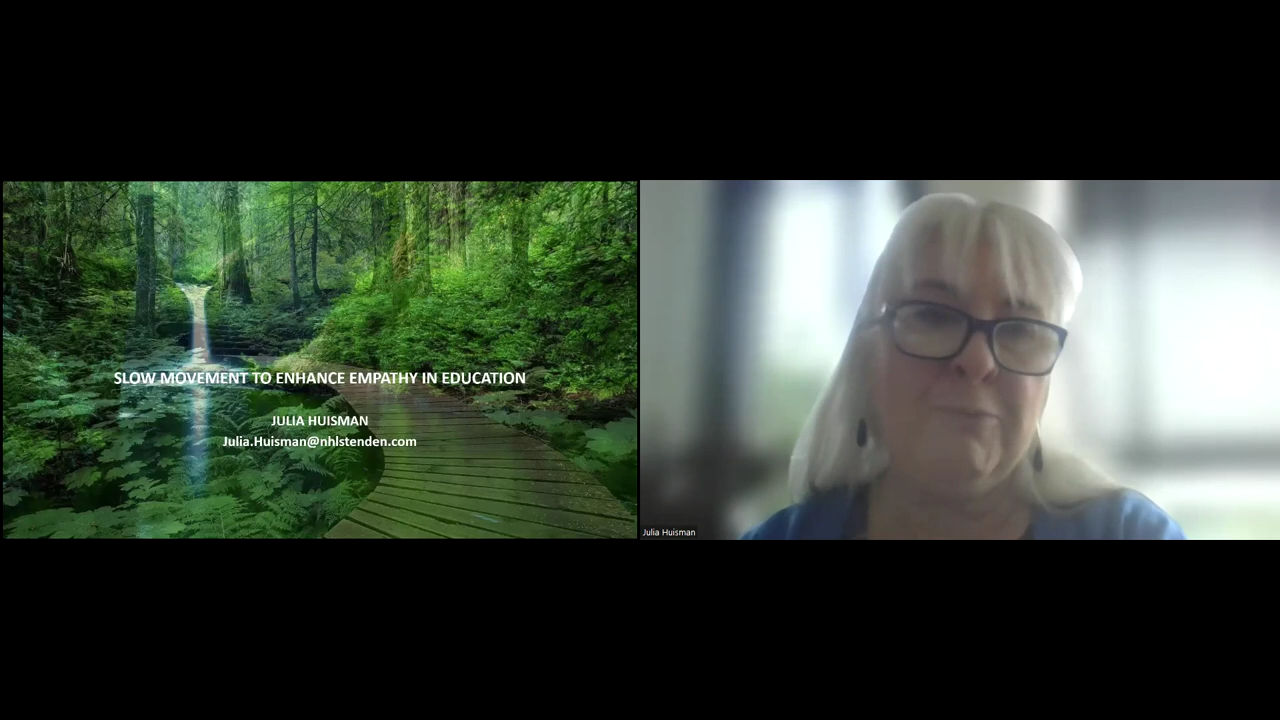 SLOW MOVEMENT TO ENHANCE EMPATHY IN EDUCATION
JULIA HUISMAN
Julia.Huisman@nhlstenden.com
Julia Huisman